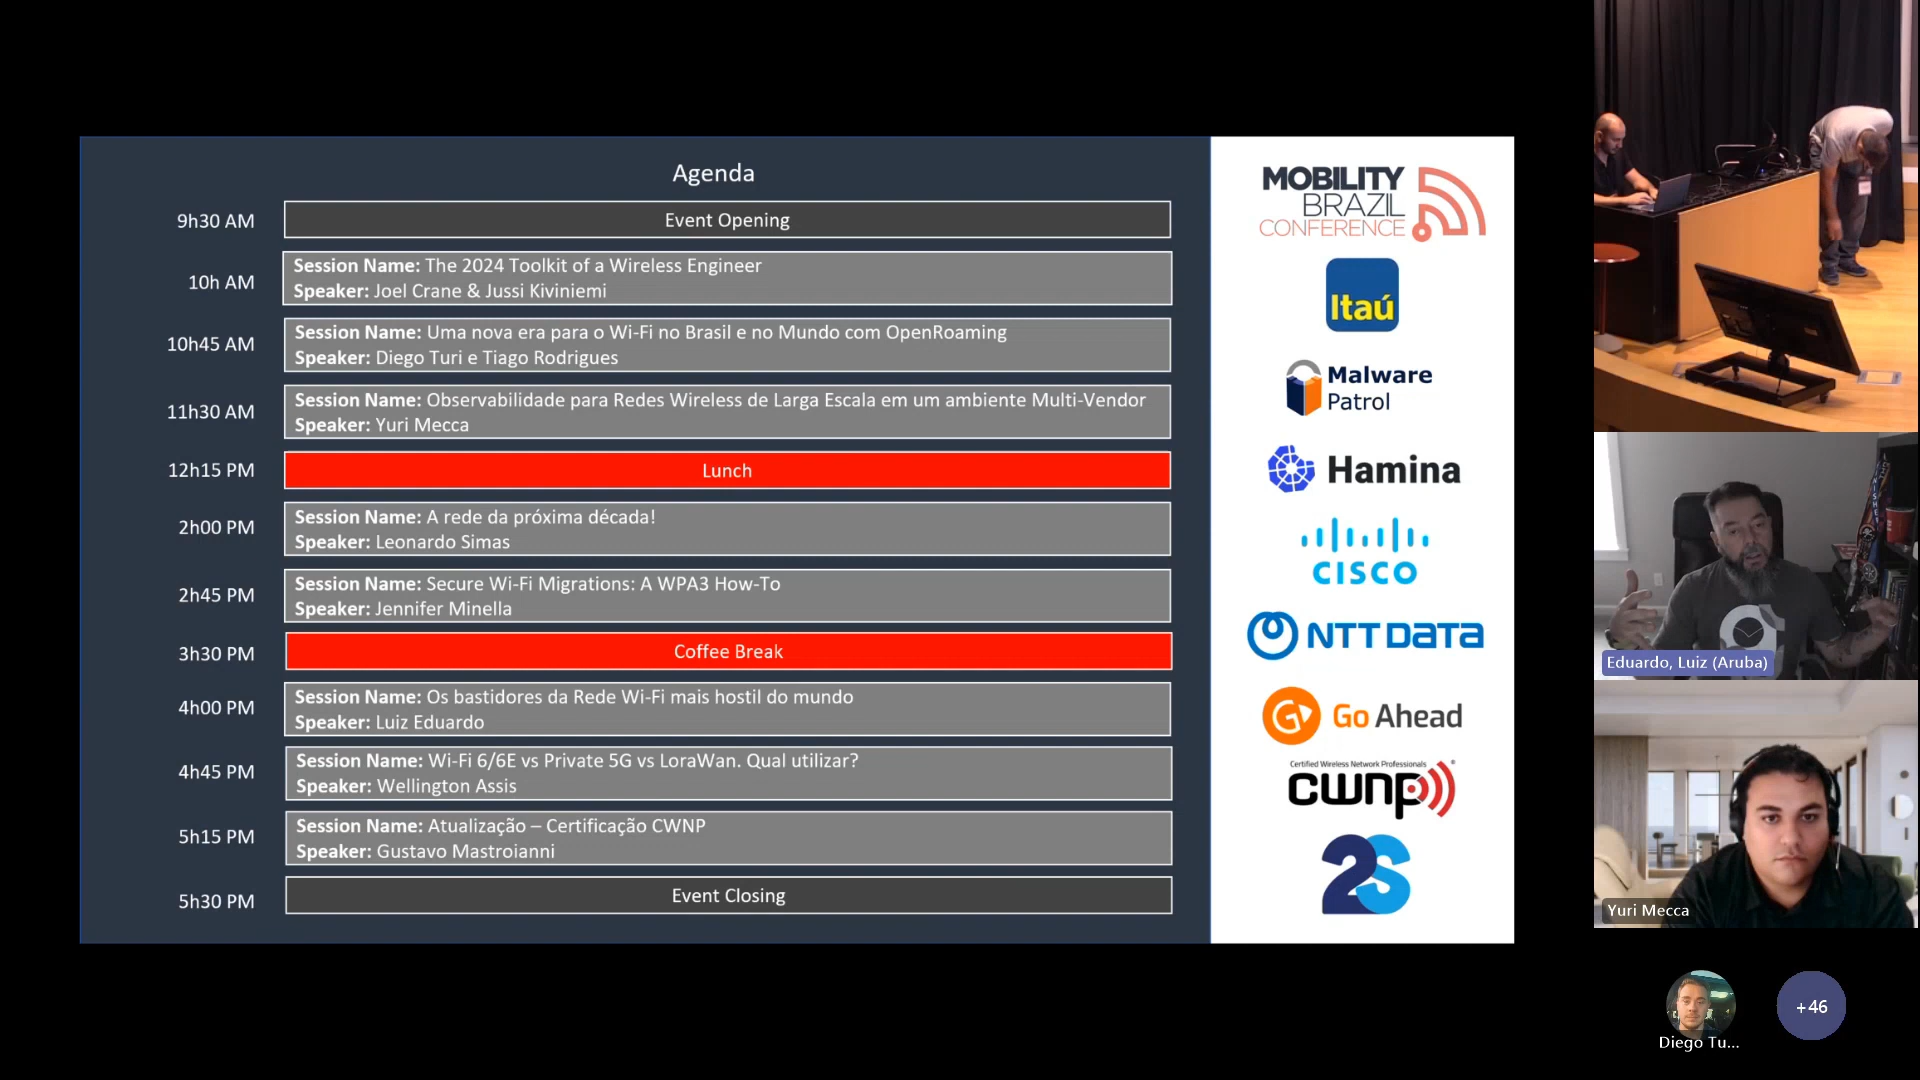 Agenda
9h30 AM
Event Opening
10h AM
Session Name: The 2024 Toolkit of a Wireless Engineer
Speaker: Joel Crane & Jussi Kiviniemi
10h45 AM
Session Name: Uma nova era para o Wi-Fi no Brasil e no Mundo com OpenRoaming
Speaker: Diego Turi e Tiago Rodrigues
11h30 AM
Session Name: Observabilidade para Redes Wireless de Larga Escala em um ambiente Multi-Vendor
Speaker: Yuri Mecca
12h15 PM
Lunch
2h00 PM
Session Name: A rede da próxima década!
Speaker: Leonardo Simas
2h45 PM
Session Name: Secure Wi-Fi Migrations: A WPA3 How-To
Speaker: Jennifer Minella
3h30 PM
Coffee Break
4h00 PM
Session Name: Os bastidores da Rede Wi-Fi mais hostil do mundo
Speaker: Luiz Eduardo
4h45 PM
Session Name: Wi-Fi 6/6E vs Private 5G vs LoraWan. Qual utilizar?
Speaker: Wellington Assis
5h15 PM
Session Name: Atualização – Certificação CWNP
Speaker: Gustavo Mastroianni
5h30 PM
Event Closing
MOBILITY
BRAZIL
CONFERENCE
Itaú
Malware
Patrol
Hamina
CISCO
NTT DATA
Go Ahead
Certified Wireless Network Professionals
CWNP
2S
Eduardo, Luiz (Aruba)
Yuri Mecca
Diego Tu...
+46